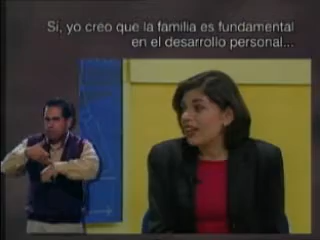 Sí, yo creo que la familia es fundamental
en el desarrollo personal...